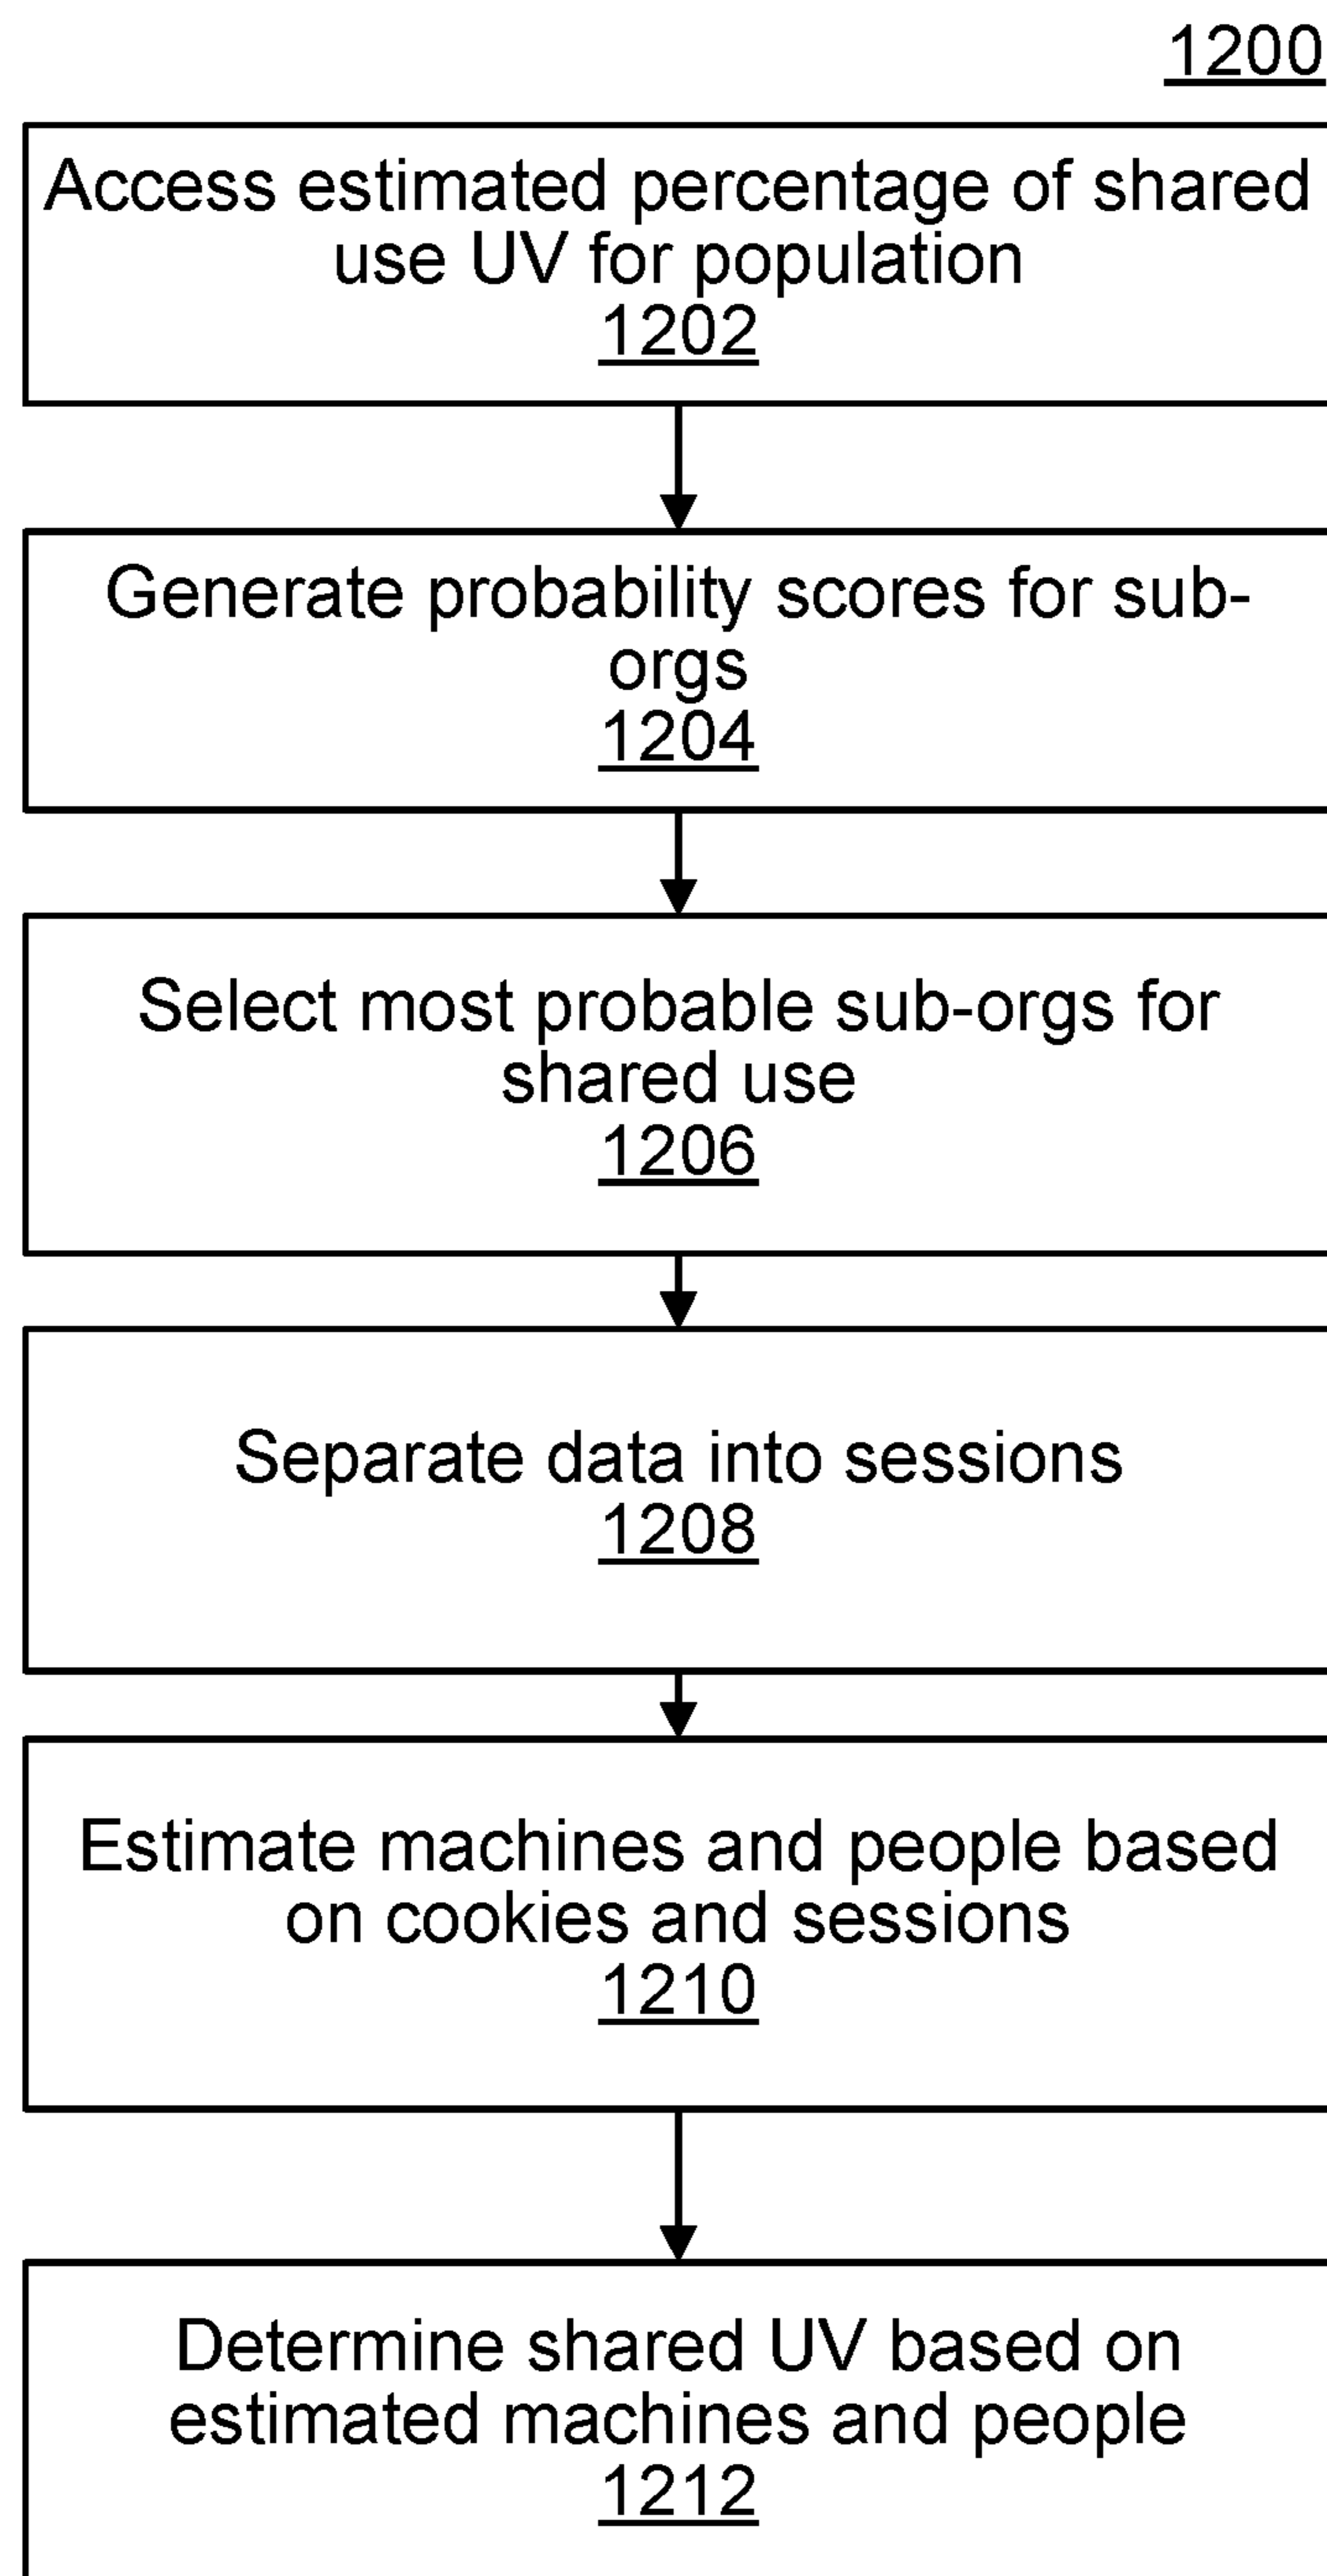 1200
Access estimated percentage of shared
use UV for population
1202
Generate probability scores for sub-
orgs
1204
Select most probable sub-orgs for
shared use
1206
Separate data into sessions
1208
Estimate machines and people based
on cookies and sessions
1210
Determine shared UV based on
estimated machines and people
1212